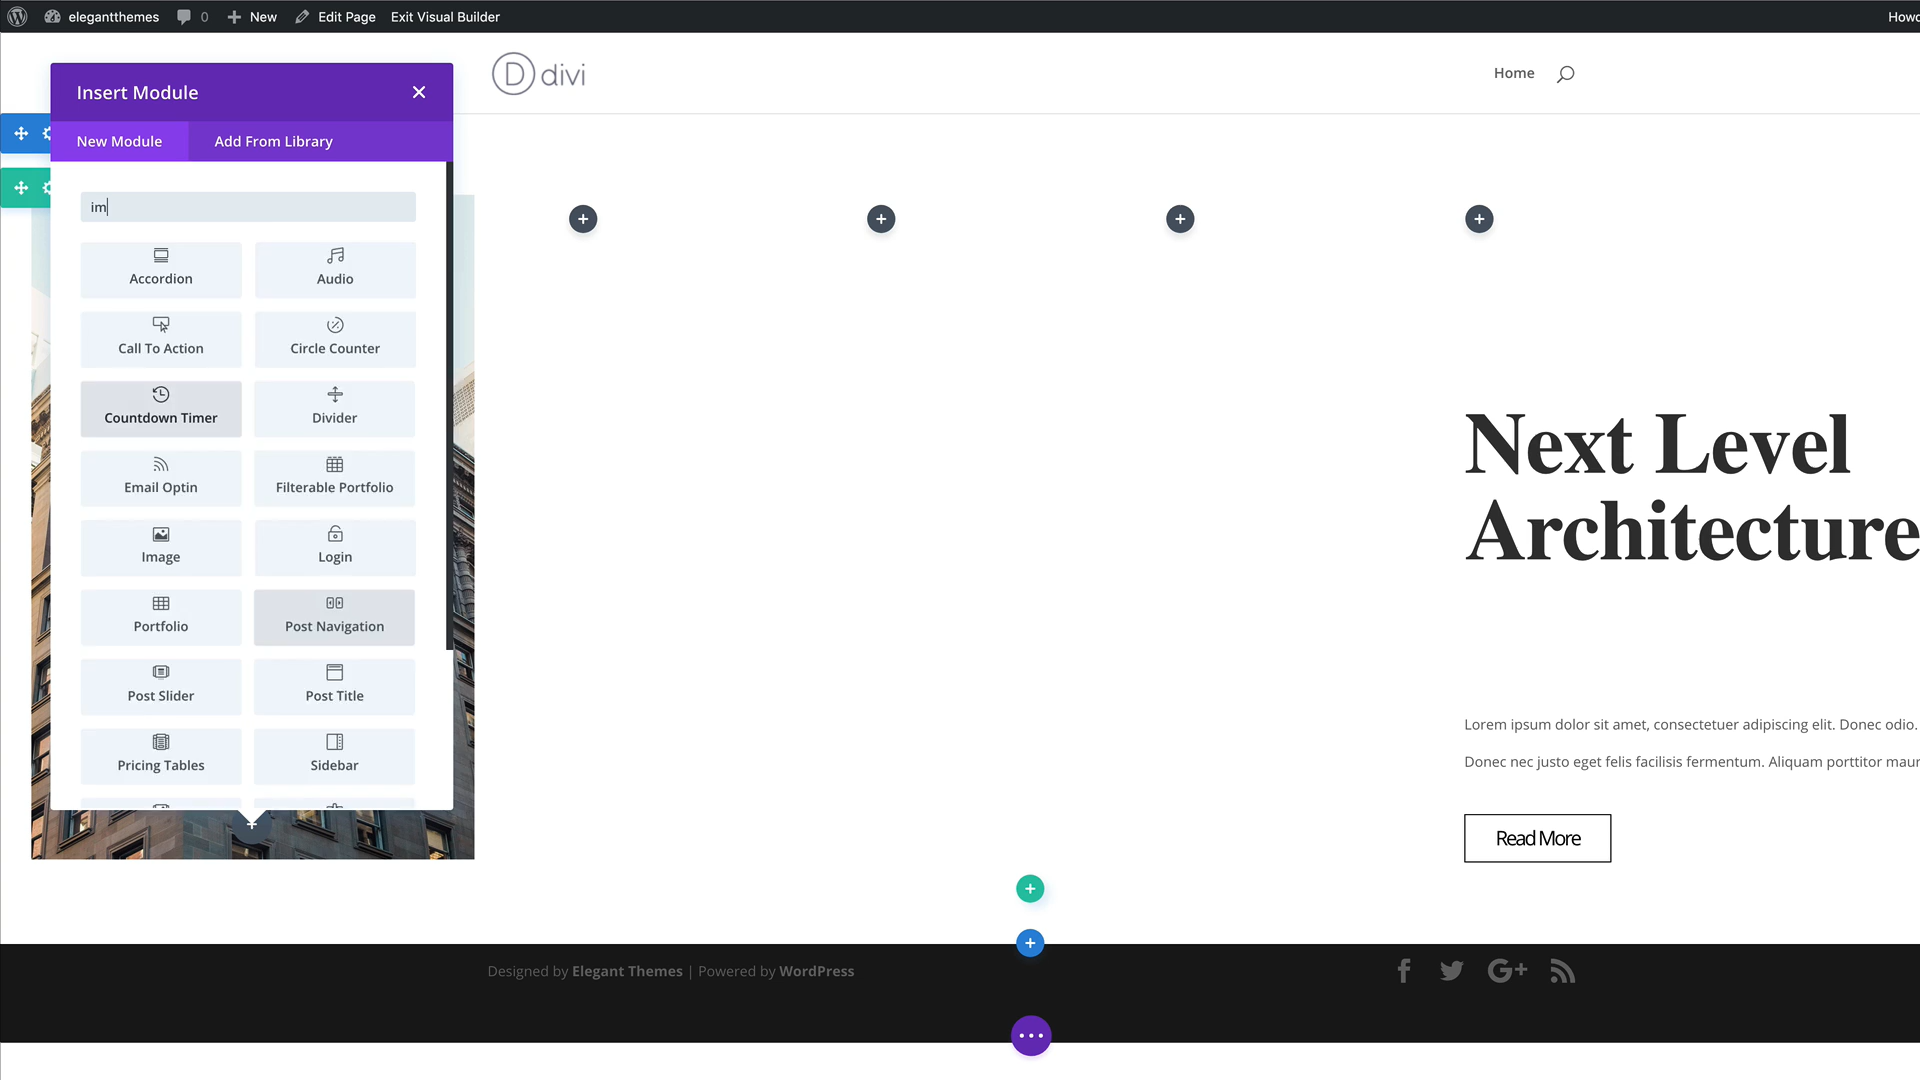 elegantthemes 0 New Edit Page Exit Visual Builder Howd
Insert Module
New Module Add From Library
im
Accordion Audio
Call To Action Circle Counter
Countdown Timer Divider
Email Optin Filterable Portfolio
Image Login
Portfolio Post Navigation
Post Slider Post Title
Pricing Tables Sidebar
D divi
Home
Next Level
Architecture
Lorem ipsum dolor sit amet, consectetuer adipiscing elit. Donec odio.
Donec nec justo eget felis facilisis fermentum. Aliquam porttitor maur
Read More
Designed by Elegant Themes | Powered by WordPress